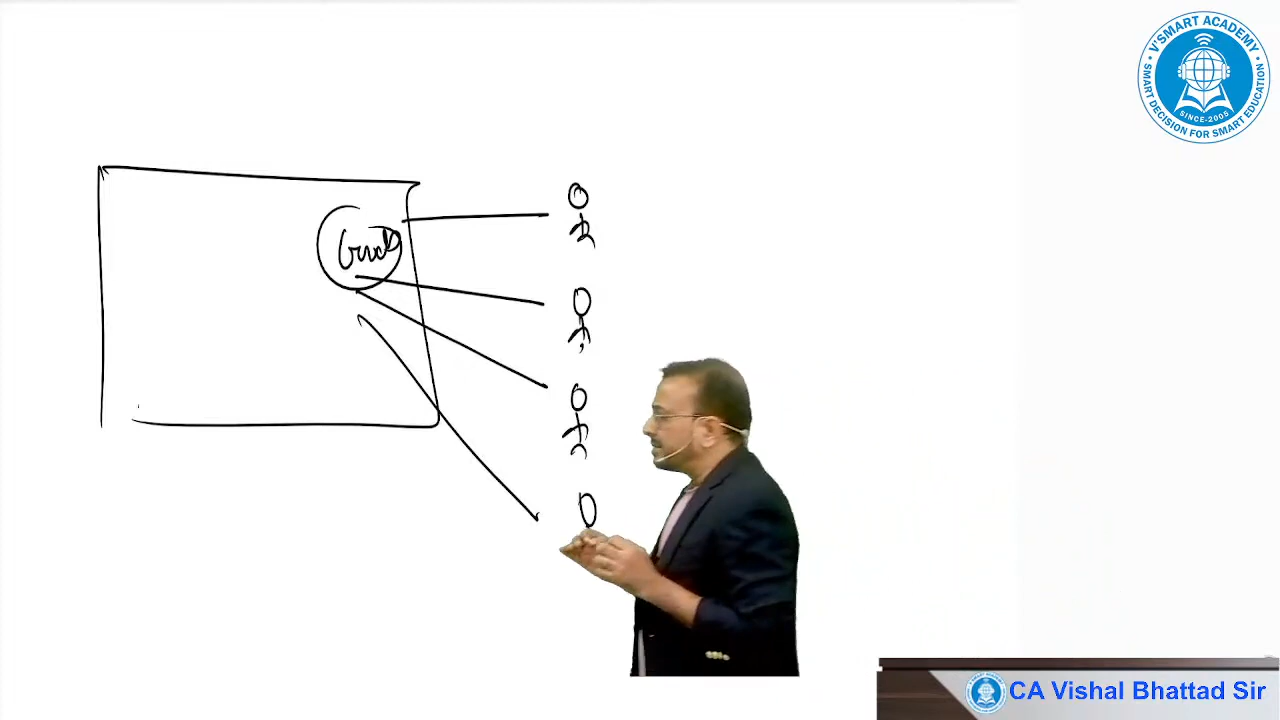 V'SMART ACADEMY
SMART DECISION FOR SMART EDUCATION
SINCE-2005
CA Vishal Bhattad Sir